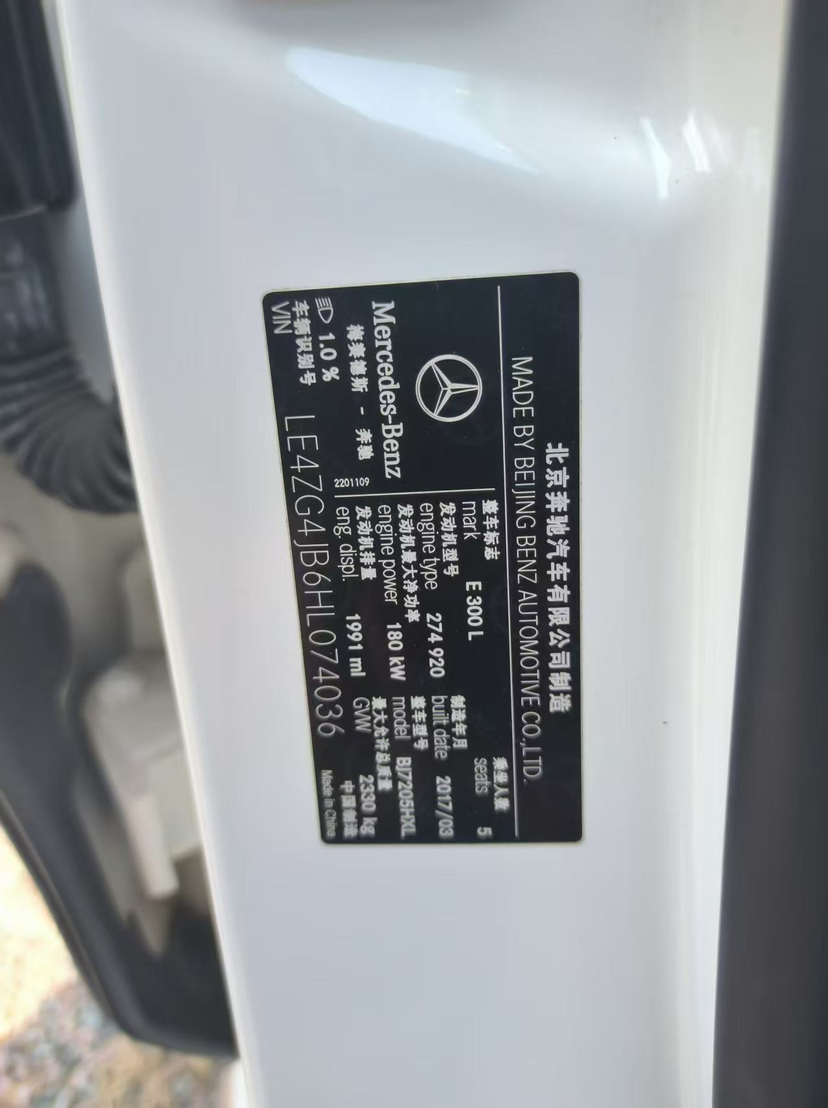 北京奔驰汽车有限公司制造
MADE BY BEIJING BENZ AUTOMOTIVE CO.,LTD.
Mercedes-Benz
梅赛德斯 - 奔驰
1.0 %
2201109
整车标志
mark E 300 L
乘坐人数
seats 5
发动机型号
engine type 274 920
制造年月
built date 2017/03
发动机最大净功率
engine power 180 kW
整车型号
model BJ7205HXL
发动机排量
eng. displ. 1991 ml
最大允许总质量
GVW 2330 kg
车辆识别号
VIN LE4ZG4JB6HL074036
中国制造
Made in China